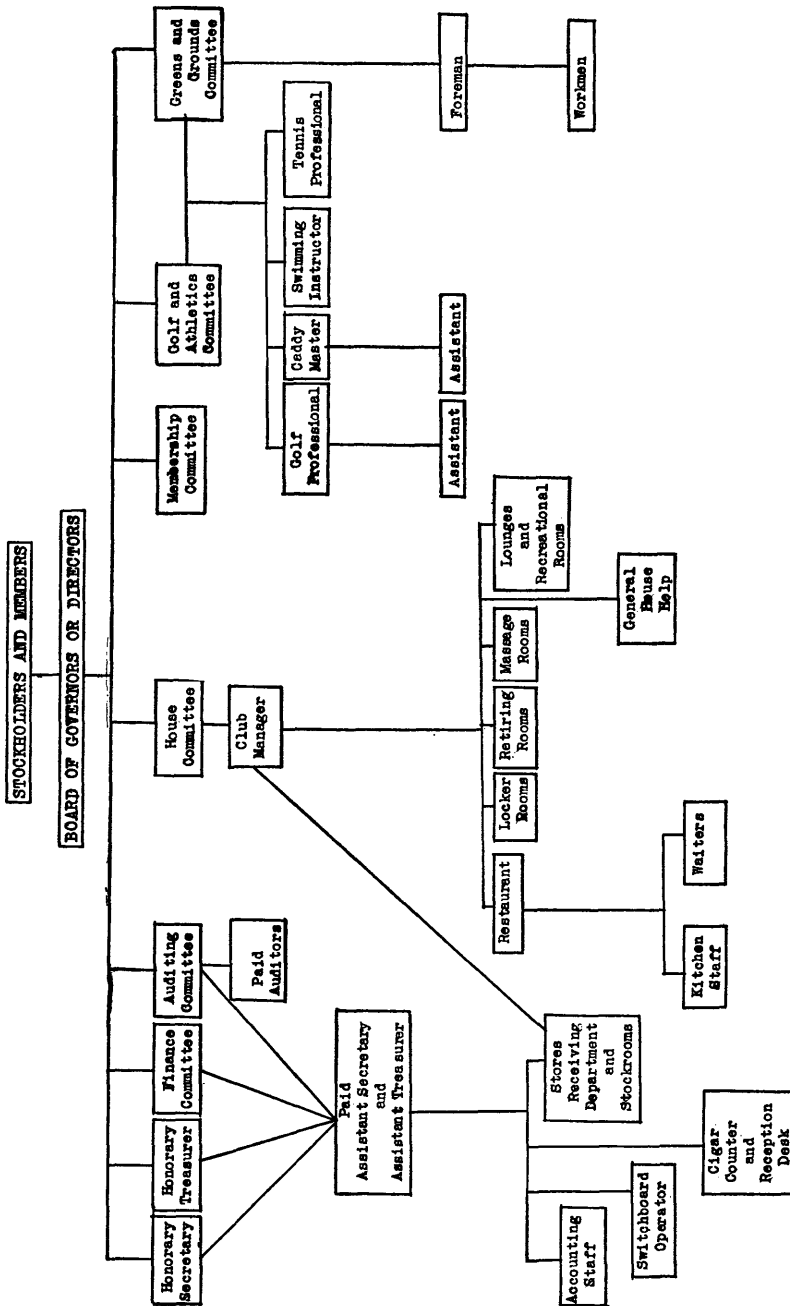 STOCKHOLDERS AND MEMBERS
BOARD OF GOVERNORS OR DIRECTORS
Honorary
Secretary
Honorary
Treasurer
Finance
Committee
Auditing
Committee
House
Committee
Membership
Committee
Golf and
Athletics
Committee
Greens and
Grounds
Committee
Paid
Auditors
Club
Manager
Golf
Professional
Caddy
Master
Swimming
Instructor
Tennis
Professional
Paid
Assistant Secretary
and
Assistant Treasurer
Assistant
Assistant
Foreman
Restaurant
Locker
Rooms
Retiring
Rooms
Massage
Rooms
Lounges
and
Recreational
Rooms
Accounting
Staff
Stores
Receiving
Department
and
Stockrooms
Workmen
Switchboard
Operator
General
House
Help
Kitchen
Staff
Waiters
Cigar
Counter
and
Reception
Desk